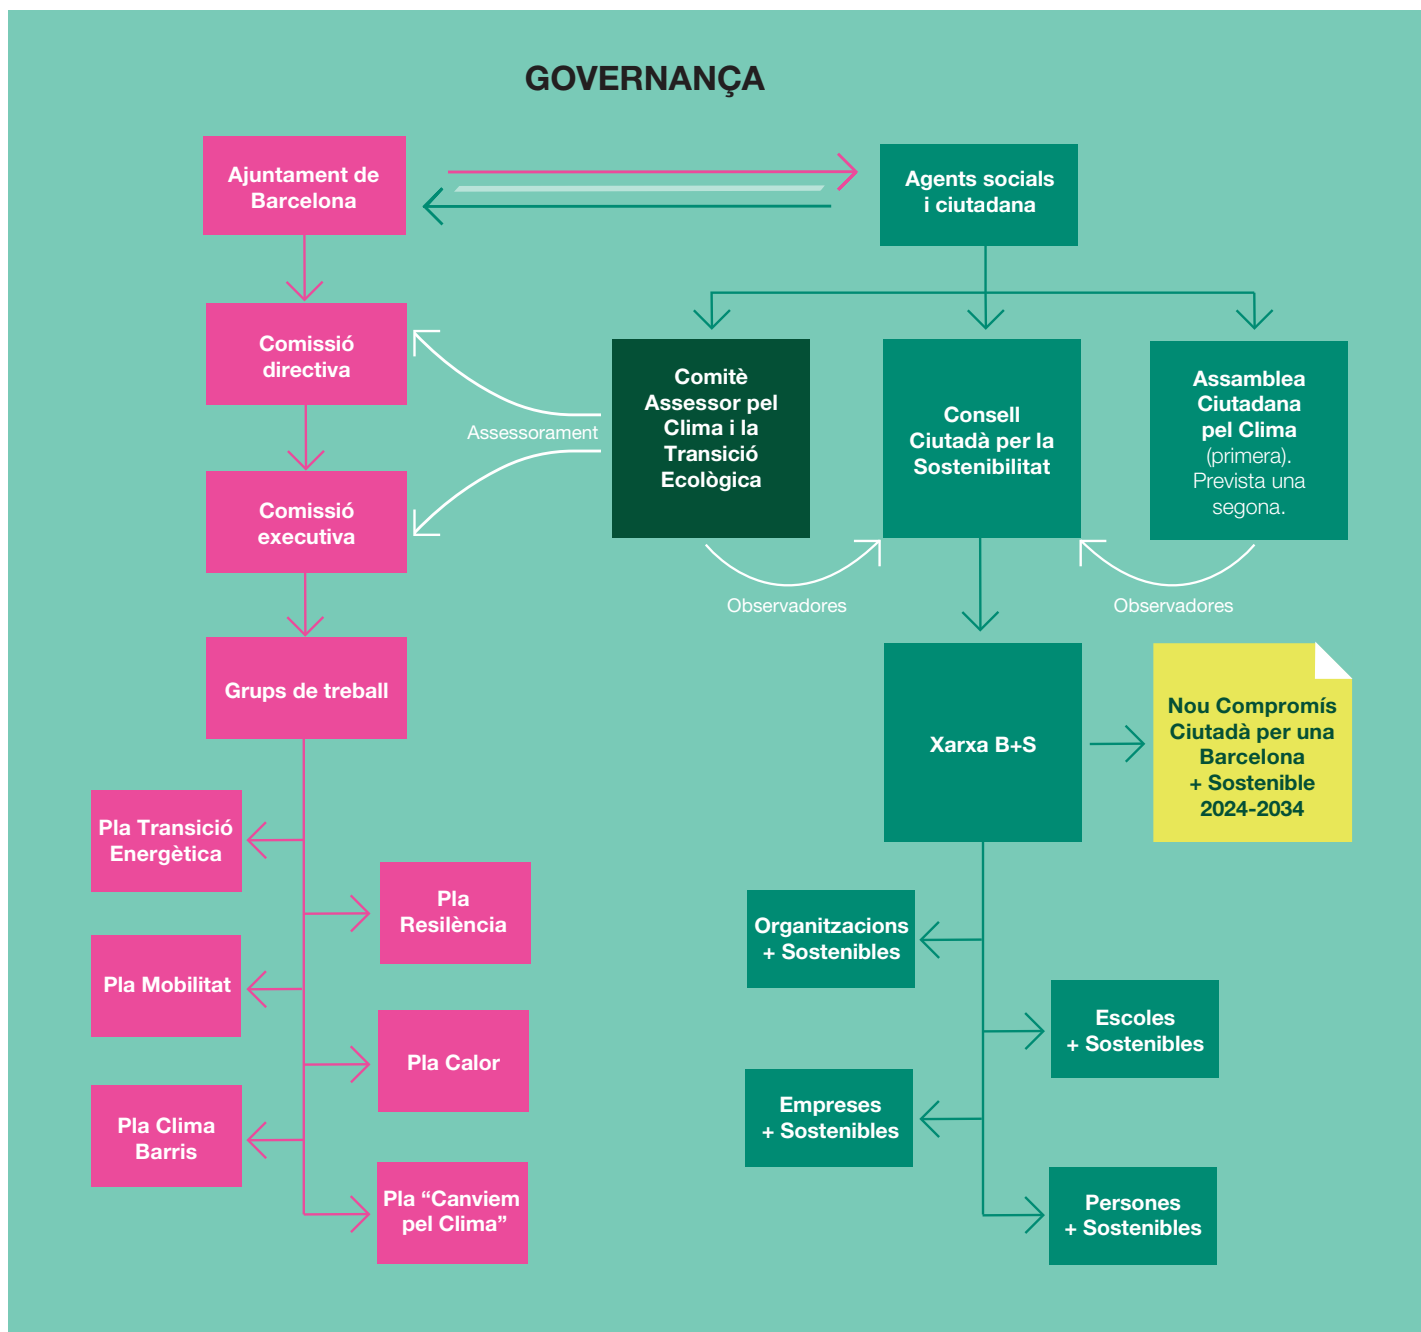 GOVERNANÇA
Ajuntament de
Barcelona
Agents socials
i ciutadana
Comissió
directiva
Assessorament
Comissió
executiva
Comitè
Assessor pel
Clima i la
Transició
Ecològica
Consell
Ciutadà per la
Sostenibilitat
Assamblea
Ciutadana
pel Clima
(primera).
Prevista una
segona.
Observadores
Observadores
Grups de treball
Xarxa B+S
Nou Compromís
Ciutadà per una
Barcelona
+ Sostenible
2024-2034
Pla Transició
Energètica
Pla
Resilència
Pla Mobilitat
Pla Calor
Pla Clima
Barris
Pla “Canviem
pel Clima”
Organitzacions
+ Sostenibles
Escoles
+ Sostenibles
Empreses
+ Sostenibles
Persones
+ Sostenibles